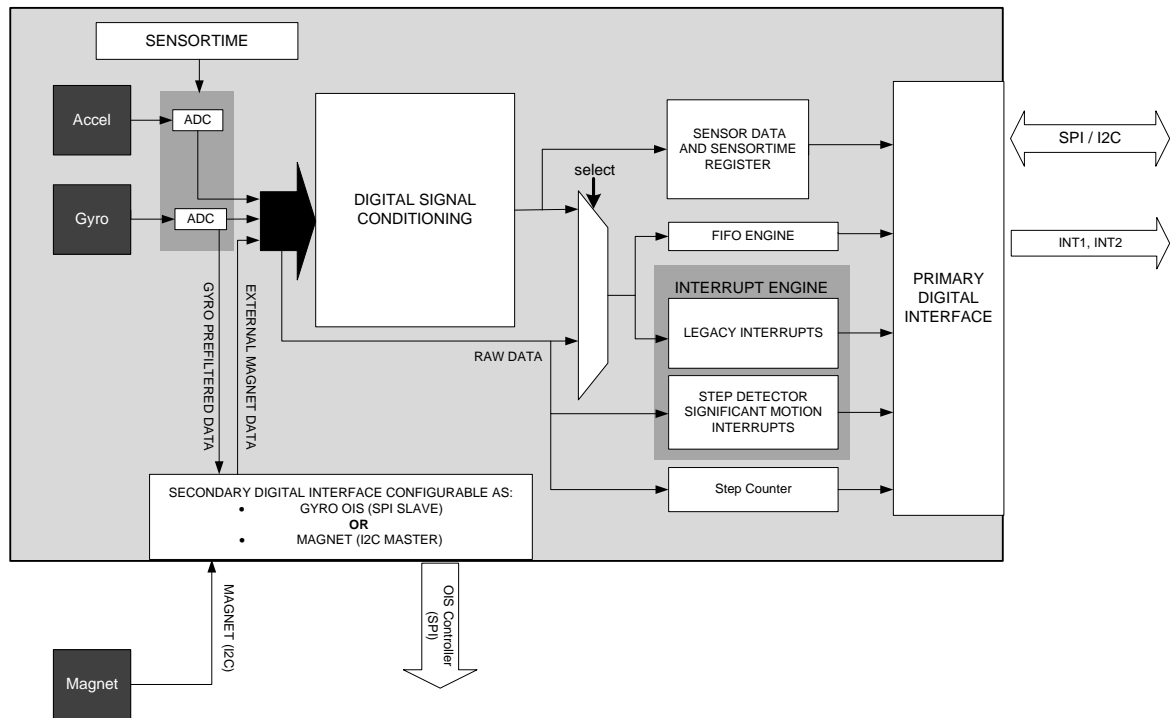 SENSORTIME
Accel
ADC
Gyro
ADC
DIGITAL SIGNAL
CONDITIONING
select
SENSOR DATA
AND SENSORTIME
REGISTER
FIFO ENGINE
INTERRUPT ENGINE
LEGACY INTERRUPTS
STEP DETECTOR
SIGNIFICANT MOTION
INTERRUPTS
Step Counter
PRIMARY
DIGITAL
INTERFACE
SPI / I2C
INT1, INT2
RAW DATA
GYRO PREFILTERED DATA
EXTERNAL MAGNET DATA
SECONDARY DIGITAL INTERFACE CONFIGURABLE AS:
• GYRO OIS (SPI SLAVE)
OR
• MAGNET (I2C MASTER)
MAGNET (I2C)
OIS Controller
(SPI)
Magnet